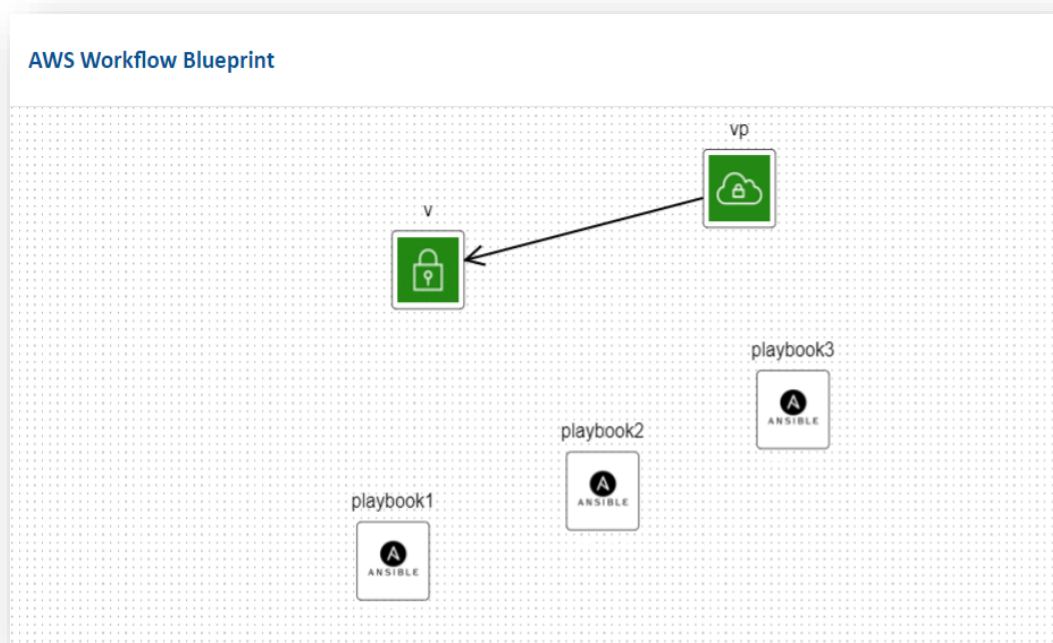 AWS Workflow Blueprint
vp
v
playbook3
ANSIBLE
playbook2
ANSIBLE
playbook1
ANSIBLE